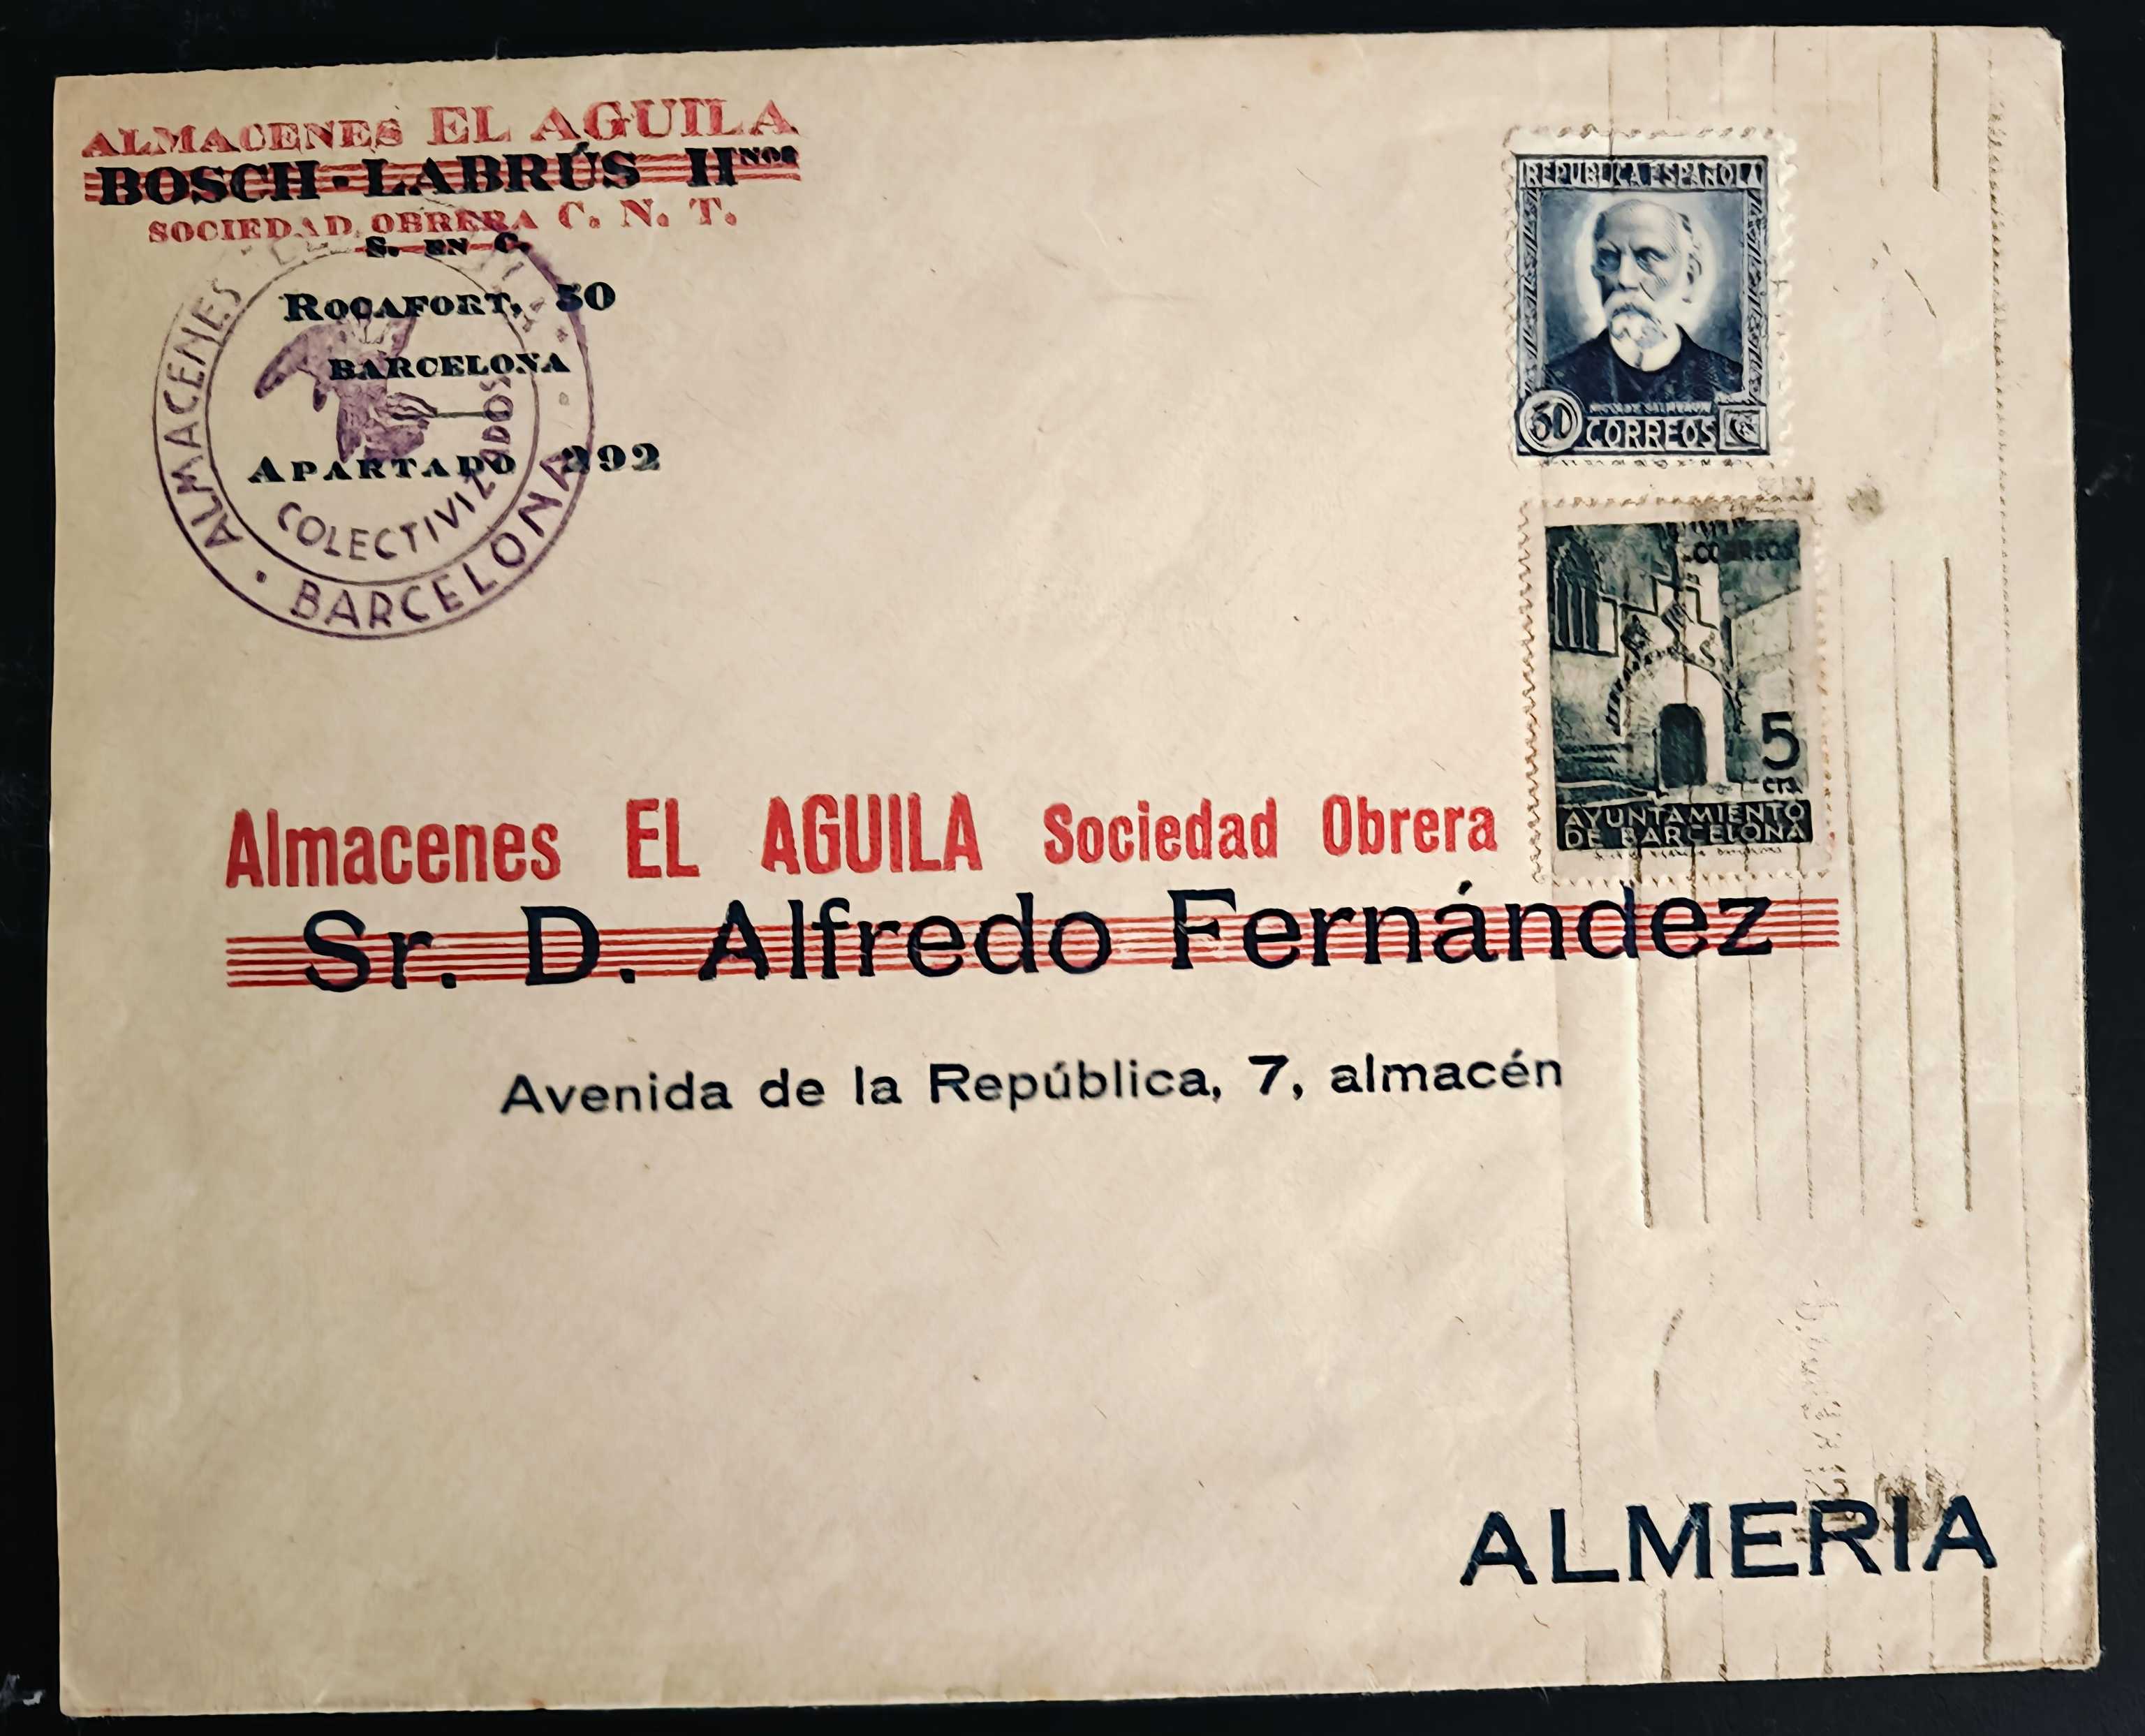 ALMACENES EL AGUILA
BOSCH-LABRÚS Hnos
SOCIEDAD OBRERA C. N. T.
S. EN C.
ROCAFORT, 50
BARCELONA
APARTADO 292
ALMACENES
COLECTIVIZADOS
BARCELONA
REPUBLICA ESPAÑOLA
50
CORREOS
CORREOS
5
CTS.
AYUNTAMIENTO
DE BARCELONA
Almacenes EL AGUILA Sociedad Obrera
Sr. D. Alfredo Fernández
Avenida de la República, 7, almacén
ALMERIA